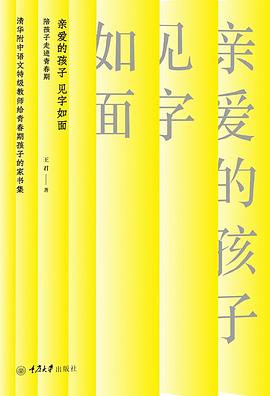 亲爱的孩子
见字
如面
亲爱的孩子 见字如面
陪孩子走进青春期
王君——著
清华附中语文特级教师给青春期孩子的家书集
重庆大学出版社